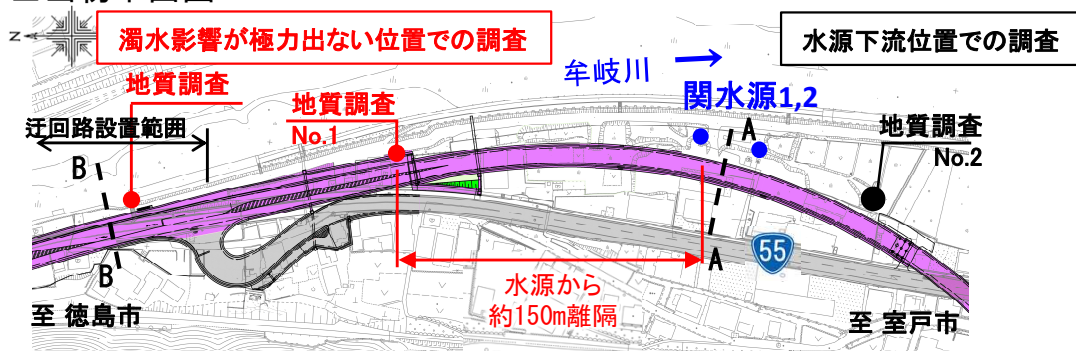 Z
濁水影響が極力出ない位置での調査
水源下流位置での調査
牟岐川
地質調査
地質調査
No.1
関水源1,2
地質調査
No.2
迂回路設置範囲
B
A
B
A
55
水源から
約150m離隔
至 徳島市
至 室戸市